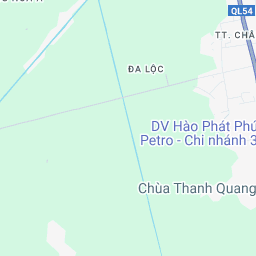 QL54
TT. CHÂ
ĐA LỘC
DV Hào Phát Phú
Petro - Chi nhánh 3
Chùa Thanh Quang